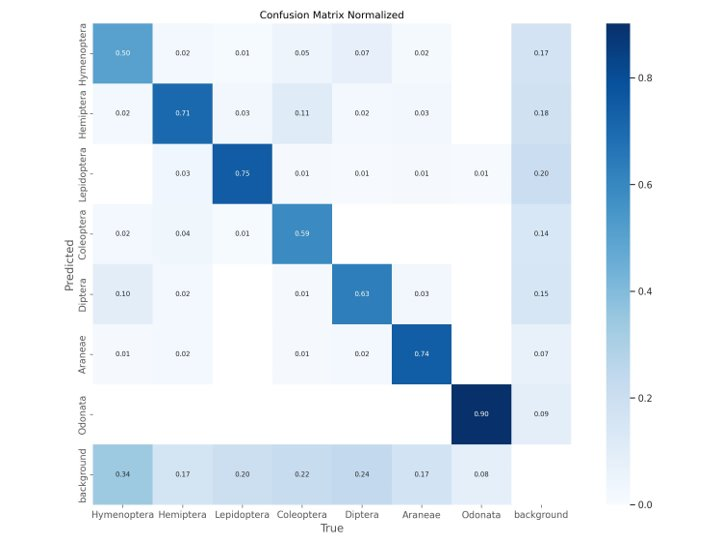 Confusion Matrix Normalized
Hymenoptera 0.50 0.02 0.01 0.05 0.07 0.02 0.17
Hemiptera 0.02 0.71 0.03 0.11 0.02 0.03 0.18
Lepidoptera 0.03 0.75 0.01 0.01 0.01 0.01 0.20
Coleoptera 0.02 0.04 0.01 0.59 0.14
Diptera 0.10 0.02 0.01 0.63 0.03 0.15
Araneae 0.01 0.02 0.01 0.02 0.74 0.07
Odonata 0.90 0.09
background 0.34 0.17 0.20 0.22 0.24 0.17 0.08
Predicted
Hymenoptera Hemiptera Lepidoptera Coleoptera Diptera Araneae Odonata background
True
0.8
0.6
0.4
0.2
0.0